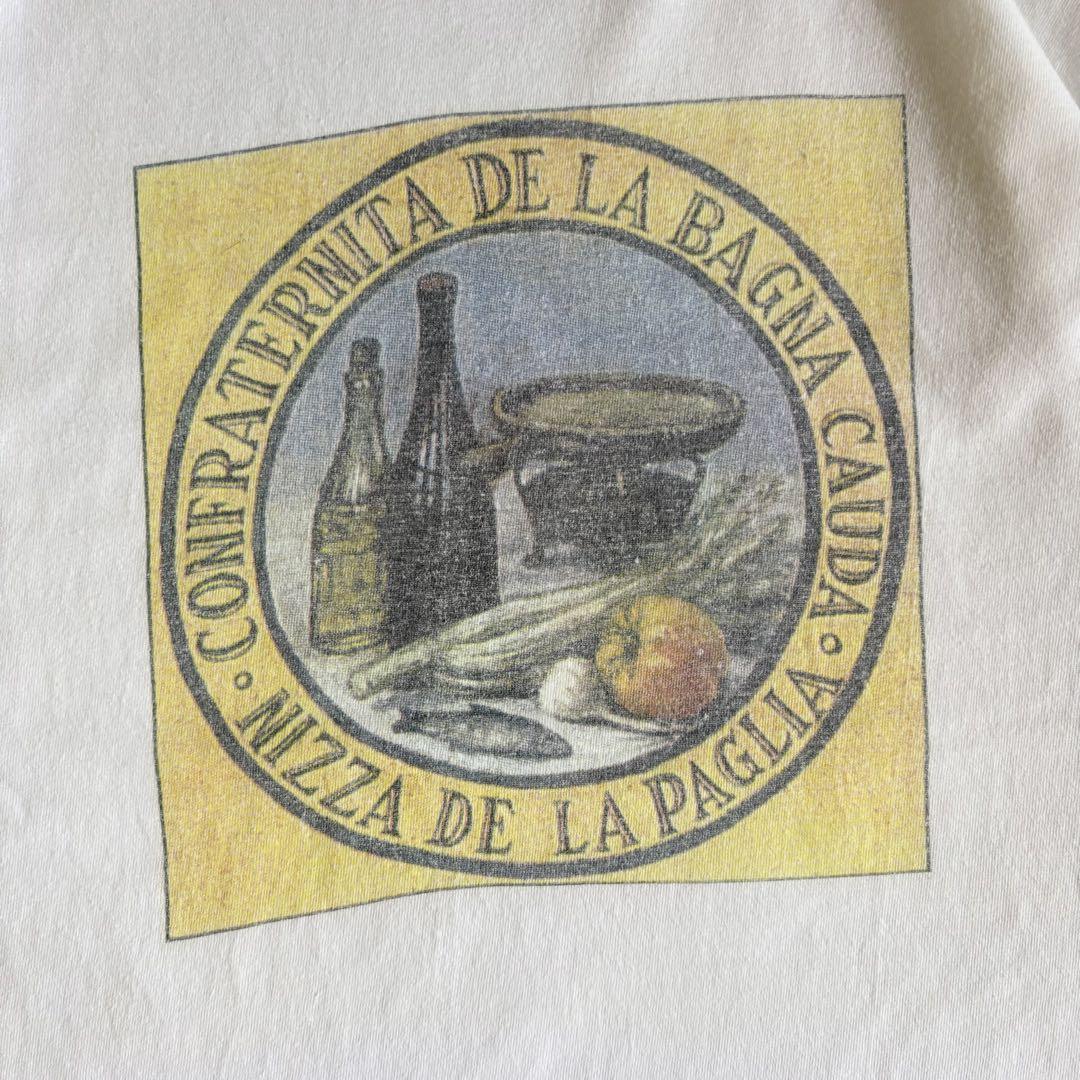 CONFRATERNITA DE LA BAGNA CAUDA
NIZZA DE LA PAGLIA